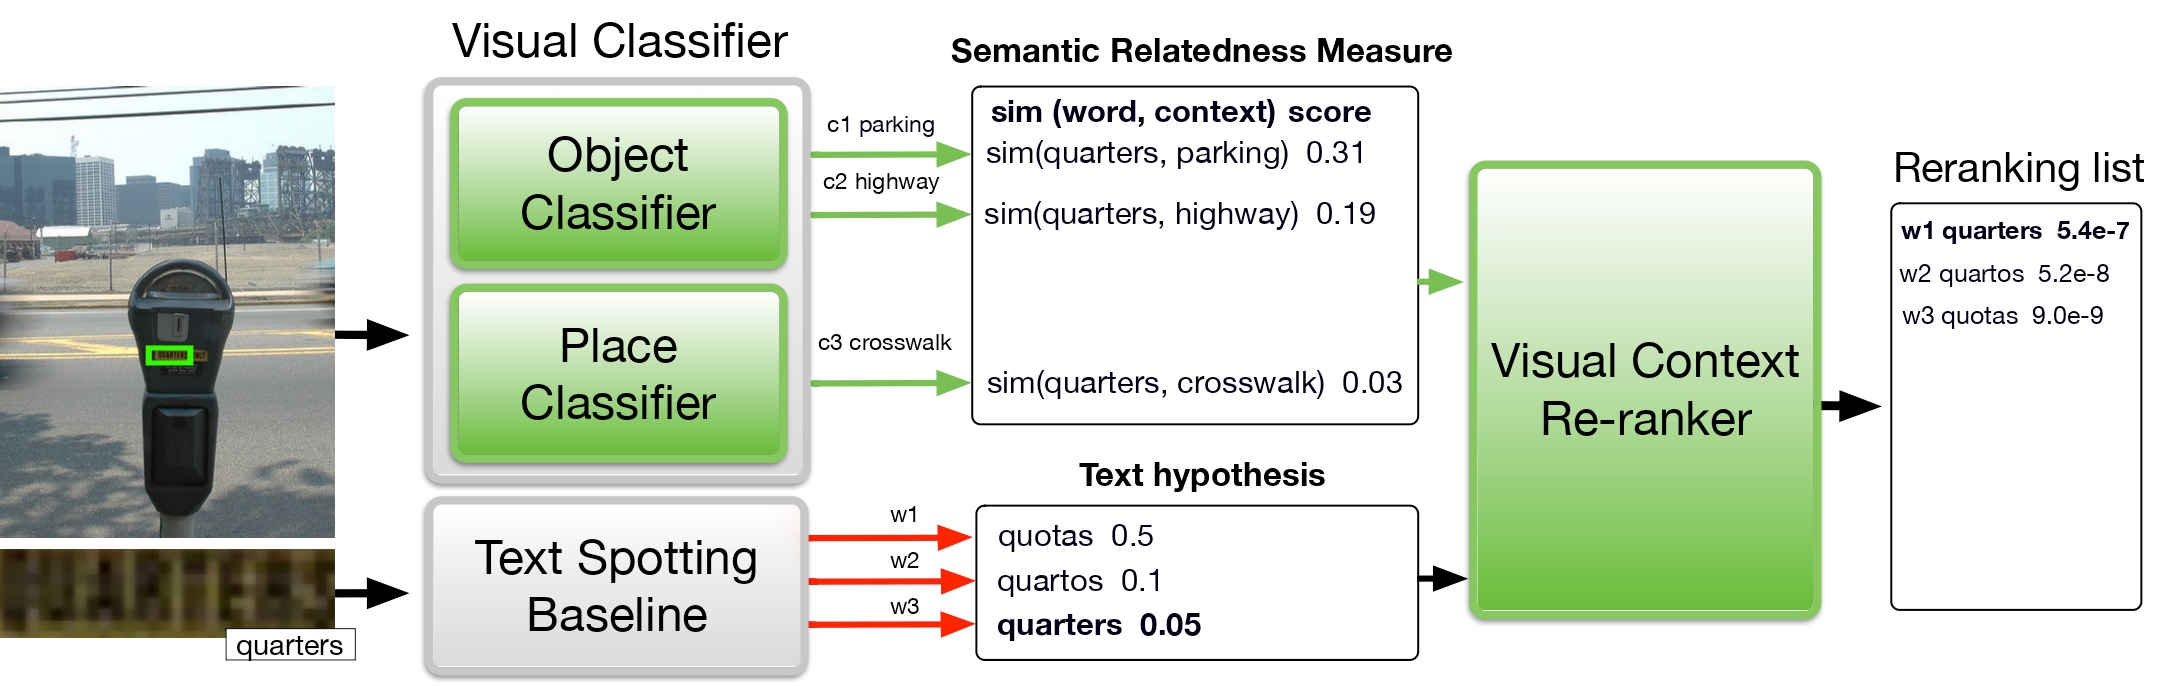 Visual Classifier
Object
Classifier
Place
Classifier
c1 parking
c2 highway
c3 crosswalk
Semantic Relatedness Measure
sim (word, context) score
sim(quarters, parking) 0.31
sim(quarters, highway) 0.19
sim(quarters, crosswalk) 0.03
QUARTERS ONLY
quarters
Text Spotting
Baseline
w1
w2
w3
Text hypothesis
quotas 0.5
quartos 0.1
quarters 0.05
Visual Context
Re-ranker
Reranking list
w1 quarters 5.4e-7
w2 quartos 5.2e-8
w3 quotas 9.0e-9